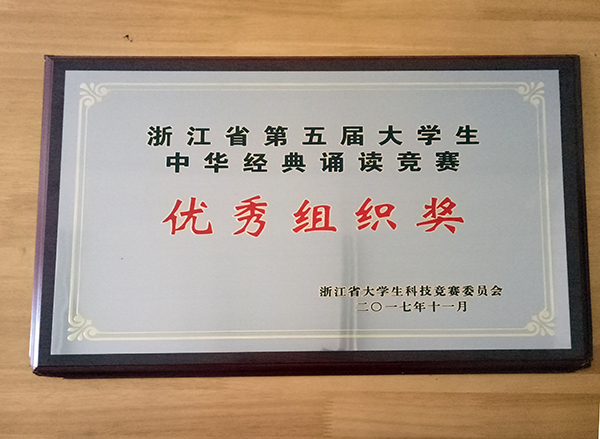 浙江省第五届大学生
中华经典诵读竞赛
优秀组织奖
浙江省大学生科技竞赛委员会
二〇一七年十一月